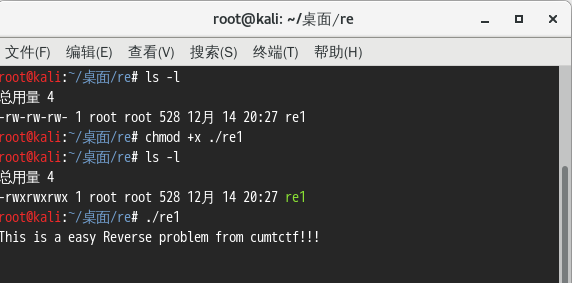 root@kali: ~/桌面/re
文件(F) 编辑(E) 查看(V) 搜索(S) 终端(T) 帮助(H)
root@kali:~/桌面/re# ls -l
总用量 4
-rw-rw-rw- 1 root root 528 12月 14 20:27 re1
root@kali:~/桌面/re# chmod +x ./re1
root@kali:~/桌面/re# ls -l
总用量 4
-rwxrwxrwx 1 root root 528 12月 14 20:27 re1
root@kali:~/桌面/re# ./re1
This is a easy Reverse problem from cumtctf!!!